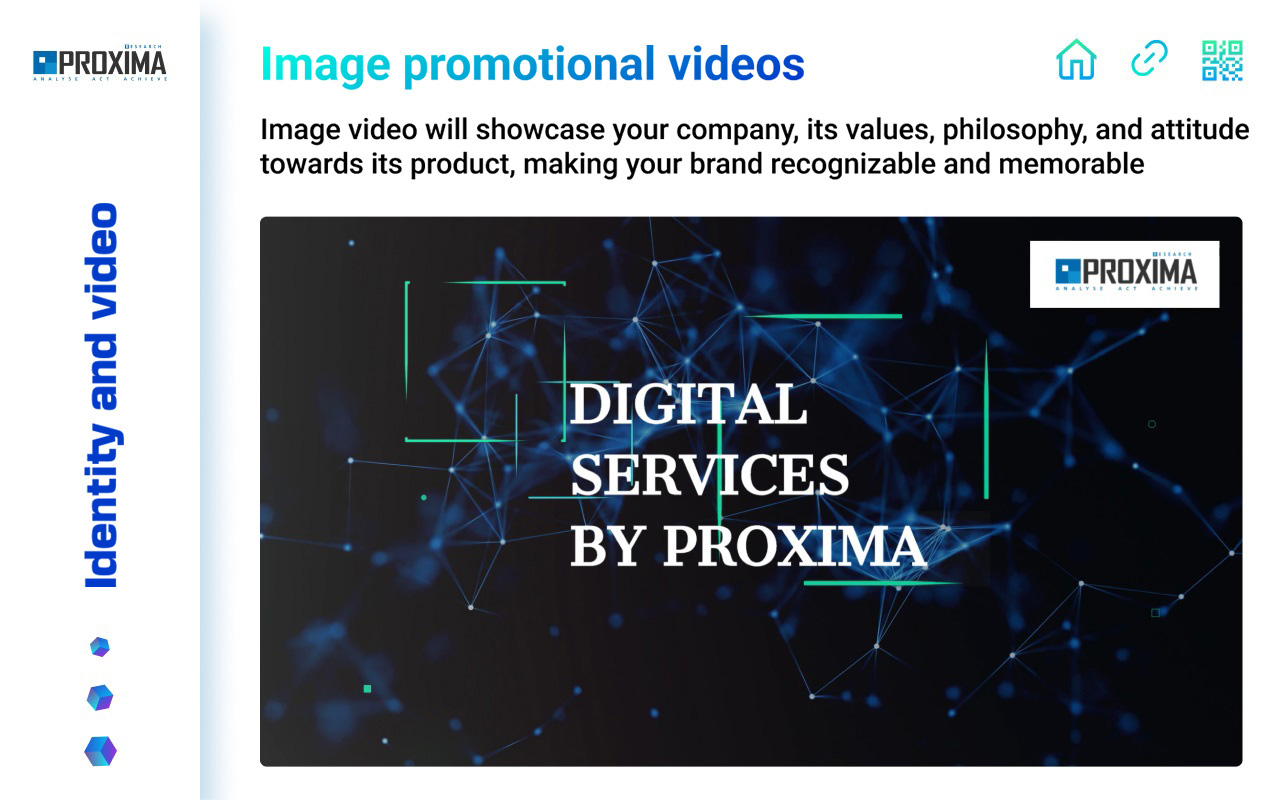 RESEARCH
PROXIMA
ANALYSE ACT ACHIEVE
Identity and video
Image promotional videos
Image video will showcase your company, its values, philosophy, and attitude
towards its product, making your brand recognizable and memorable
RESEARCH
PROXIMA
ANALYSE ACT ACHIEVE
DIGITAL
SERVICES
BY PROXIMA